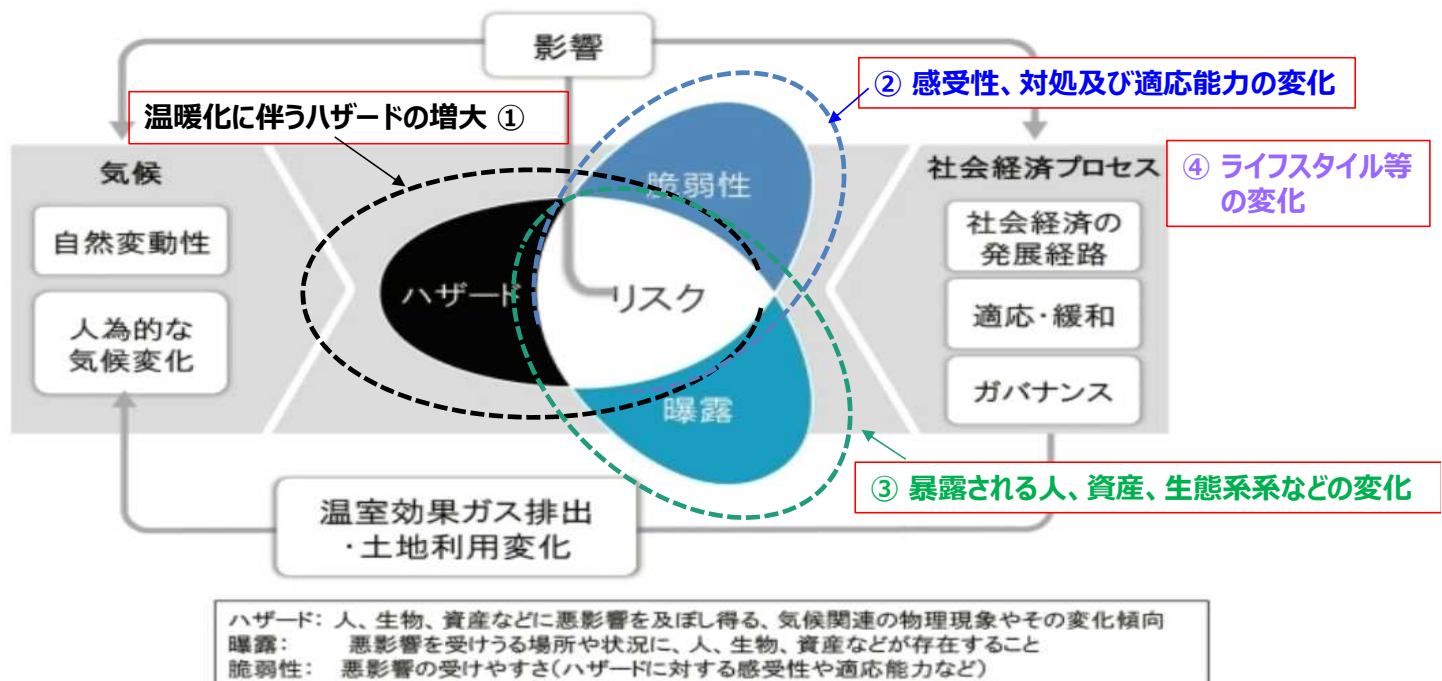 影響
② 感受性、対処及び適応能力の変化
温暖化に伴うハザードの増大 ①
気候
自然変動性
人為的な
気候変化
脆弱性
ハザード
リスク
曝露
社会経済プロセス
社会経済の
発展経路
適応・緩和
ガバナンス
④ ライフスタイル等
の変化
③ 暴露される人、資産、生態系系などの変化
温室効果ガス排出
・土地利用変化
ハザード: 人、生物、資産などに悪影響を及ぼし得る、気候関連の物理現象やその変化傾向
曝露: 悪影響を受けうる場所や状況に、人、生物、資産などが存在すること
脆弱性: 悪影響の受けやすさ(ハザードに対する感受性や適応能力など)